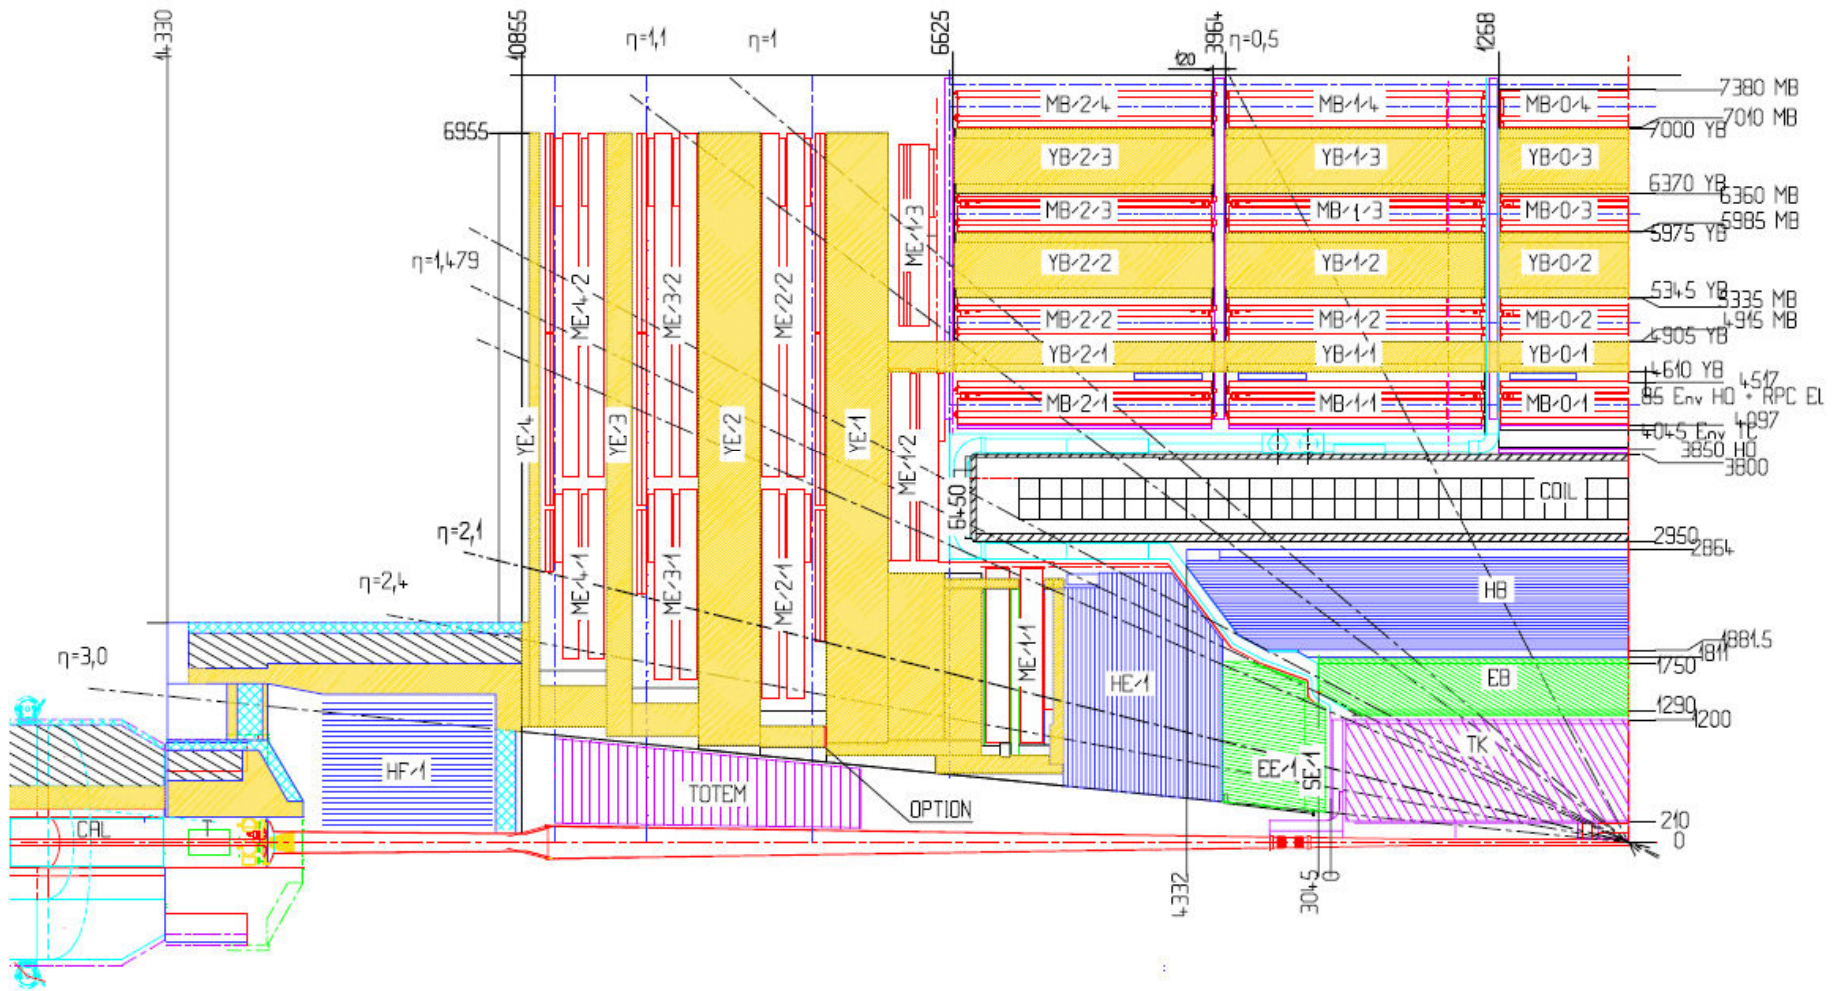 14330
10855
η=1,1
η=1
6625
3964
120
η=0,5
1268
7380 MB
7010 MB
7000 YB
6955
MB/2/4
MB/1/4
MB/0/4
YB/2/3
YB/1/3
YB/0/3
6370 YB
6360 MB
MB/2/3
MB/1/3
MB/0/3
5985 MB
5975 YB
ME/1/3
η=1,479
YB/2/2
YB/1/2
YB/0/2
5345 YB
5335 MB
ME/4/2
ME/3/2
ME/2/2
MB/2/2
MB/1/2
MB/0/2
4915 MB
4905 YB
YB/2/1
YB/1/1
YB/0/1
4610 YB
4517
85 Env HO + RPC El
MB/2/1
MB/1/1
MB/0/1
4097
4045 Env TC
3850 HO
3800
YE/4
YE/3
YE/2
YE/1
ME/1/2
6450
COIL
η=2,1
2950
2864
η=2,4
ME/4/1
ME/3/1
ME/2/1
ME/1/1
HB
η=3,0
HE/1
1881.5
1811
1750
EB
1290
1200
HF/1
TOTEM
OPTION
EE/1
SE/1
TK
CAL
T
210
0
4332
3045
0